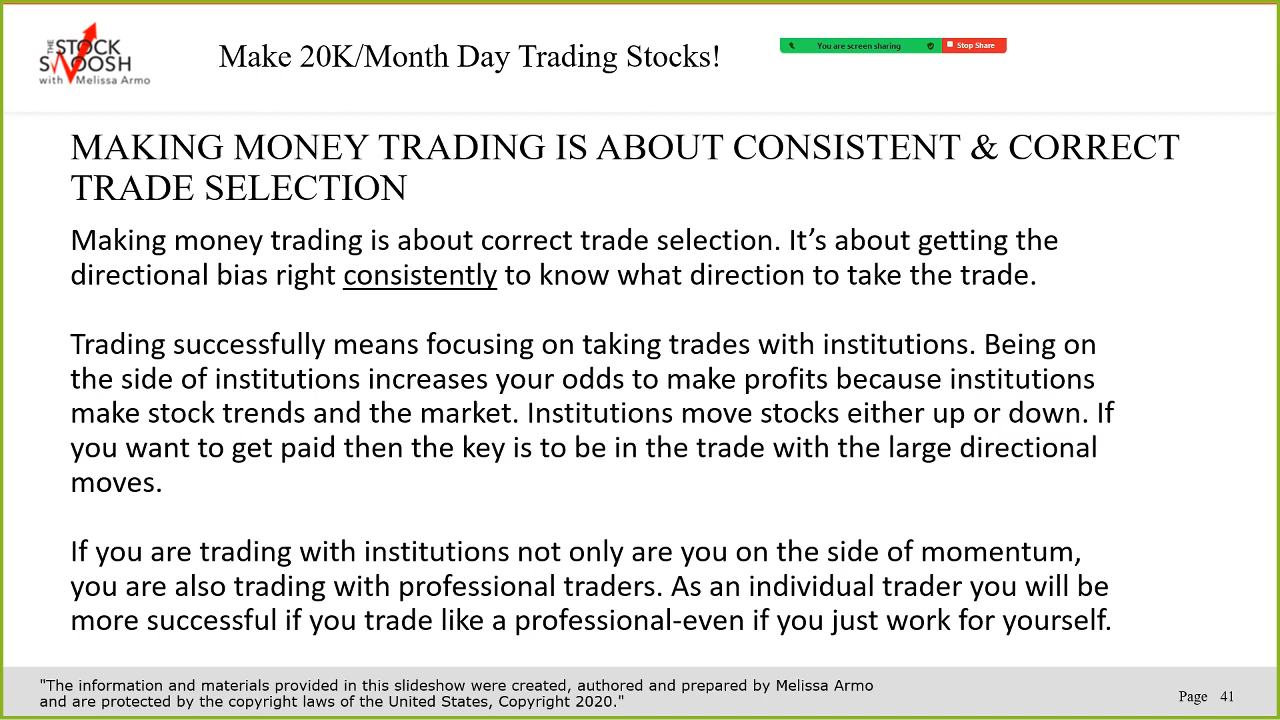 THE
STOCK
SWOOSH
with Melissa Armo
Make 20K/Month Day Trading Stocks!
You are screen sharing
Stop Share
MAKING MONEY TRADING IS ABOUT CONSISTENT & CORRECT
TRADE SELECTION
Making money trading is about correct trade selection. It’s about getting the
directional bias right consistently to know what direction to take the trade.
Trading successfully means focusing on taking trades with institutions. Being on
the side of institutions increases your odds to make profits because institutions
make stock trends and the market. Institutions move stocks either up or down. If
you want to get paid then the key is to be in the trade with the large directional
moves.
If you are trading with institutions not only are you on the side of momentum,
you are also trading with professional traders. As an individual trader you will be
more successful if you trade like a professional-even if you just work for yourself.
"The information and materials provided in this slideshow were created, authored and prepared by Melissa Armo
and are protected by the copyright laws of the United States, Copyright 2020."
Page 41